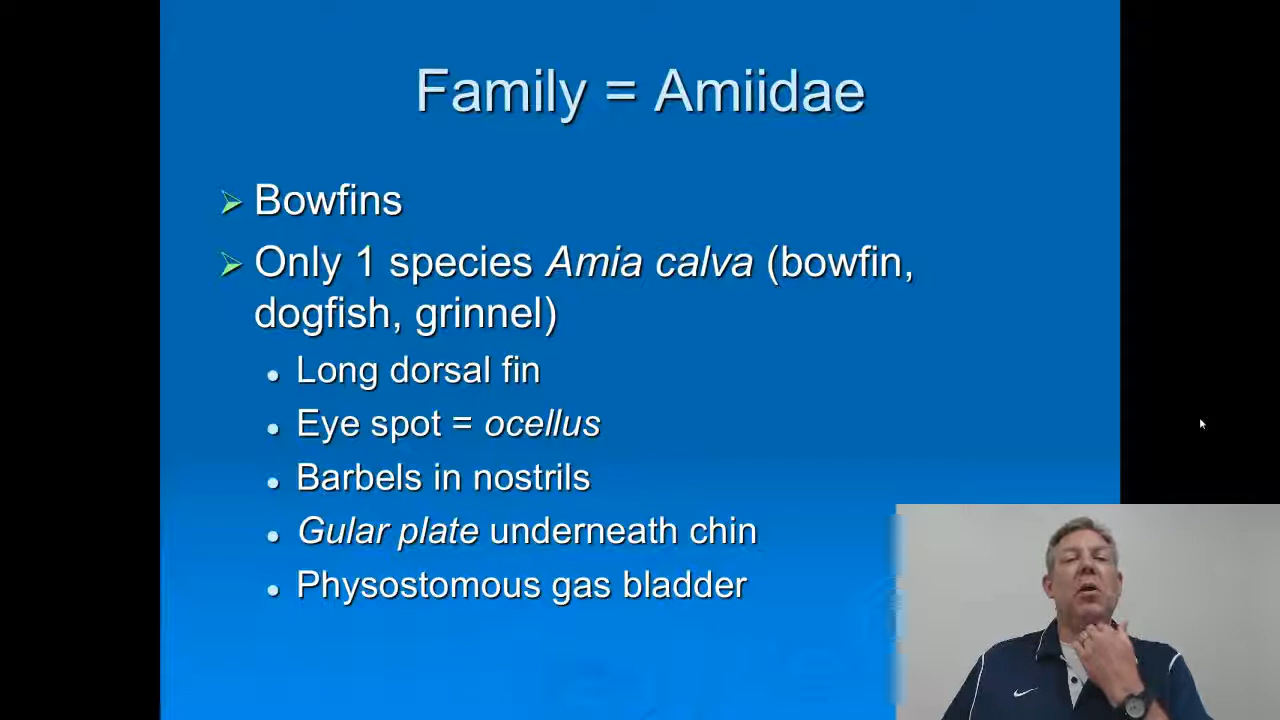 Family = Amiidae
Bowfins
Only 1 species Amia calva (bowfin,
dogfish, grinnel)
Long dorsal fin
Eye spot = ocellus
Barbels in nostrils
Gular plate underneath chin
Physostomous gas bladder